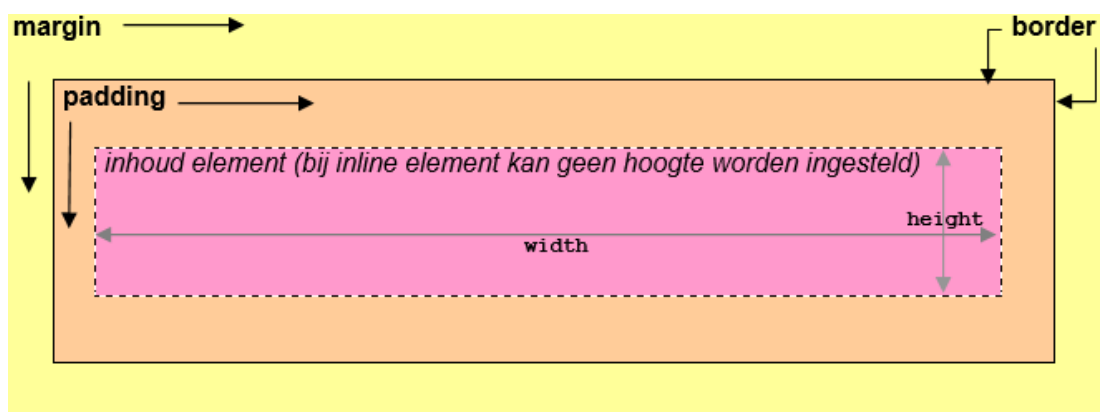 margin
border
padding
inhoud element (bij inline element kan geen hoogte worden ingesteld)
height
width